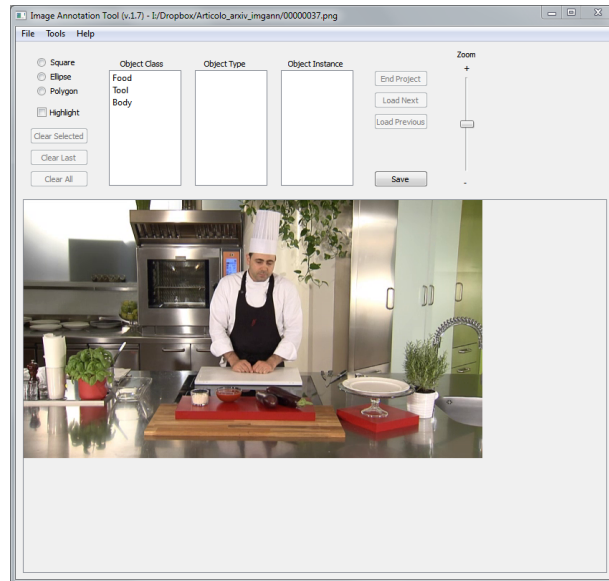 Image Annotation Tool (v.1.7) - I:/Dropbox/Articolo_arxiv_imgann/00000037.png
File Tools Help
Zoom
+
Square
Ellipse
Polygon
Highlight
Clear Selected
Clear Last
Clear All
Object Class
Food
Tool
Body
Object Type
Object Instance
End Project
Load Next
Load Previous
Save
-